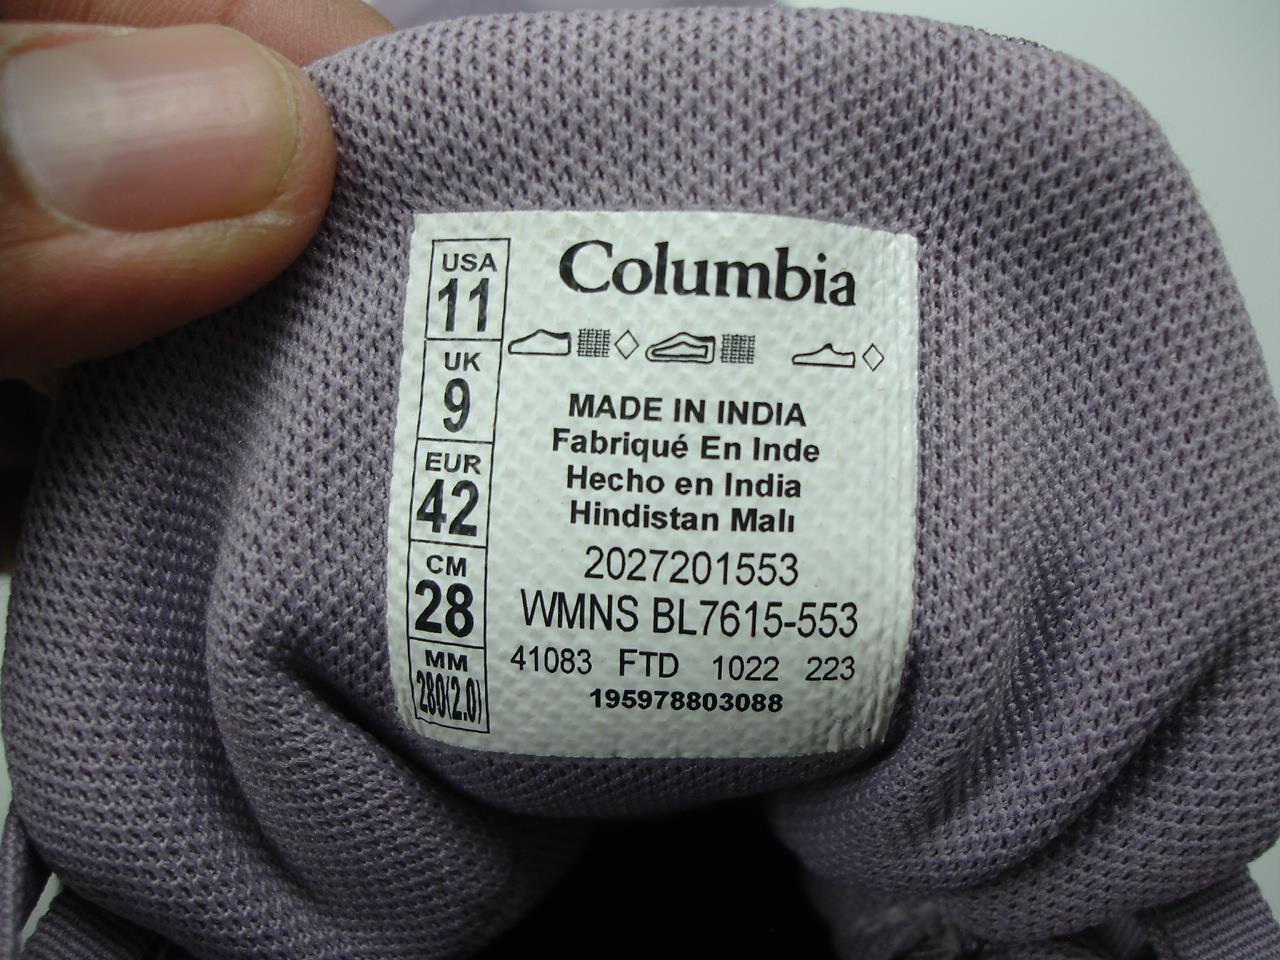 USA
11
UK
9
EUR
42
CM
28
MM
280(2.0)
Columbia
MADE IN INDIA
Fabriqué En Inde
Hecho en India
Hindistan Malı
2027201553
WMNS BL7615-553
41083 FTD 1022 223
195978803088